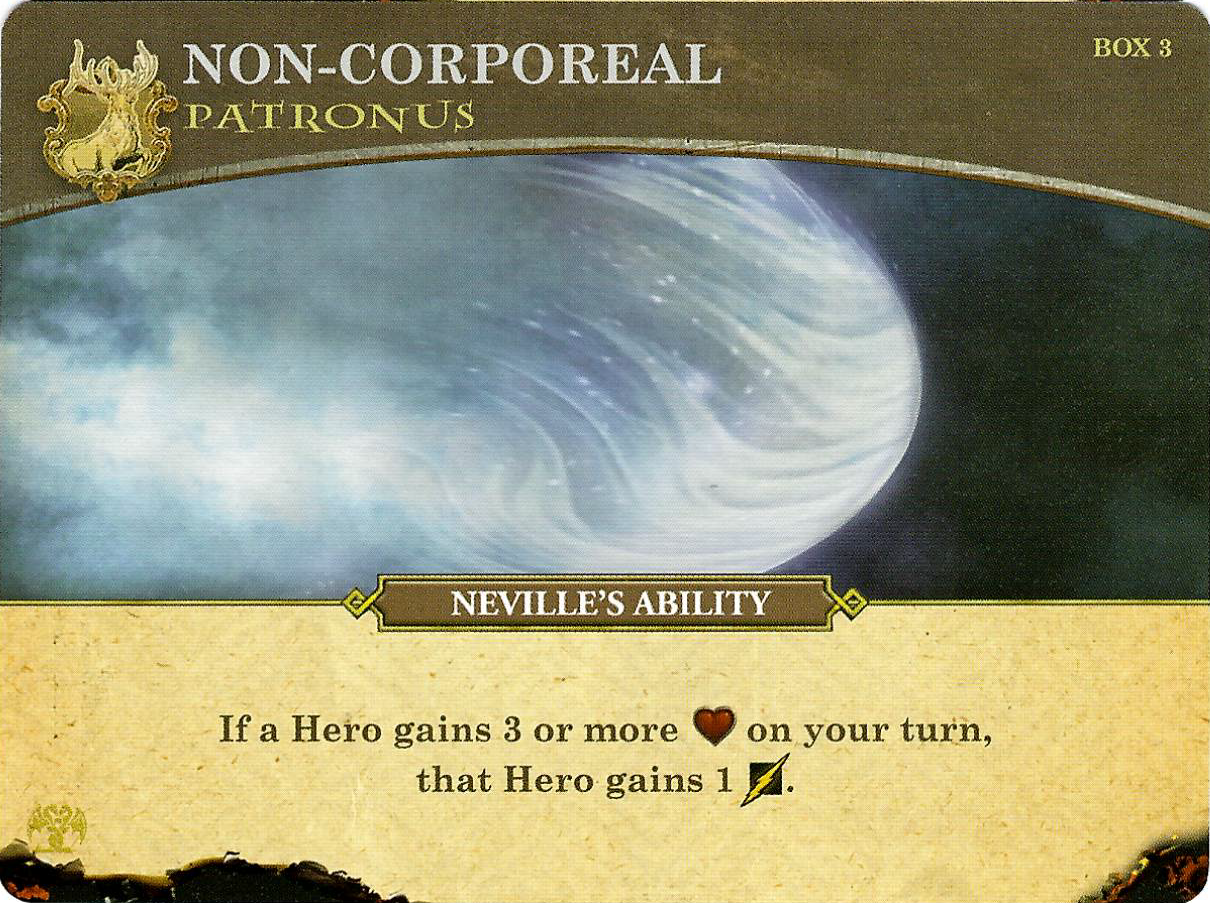 NON-CORPOREAL
BOX 3
PATRONUS
NEVILLE'S ABILITY
If a Hero gains 3 or more on your turn,
that Hero gains 1 .